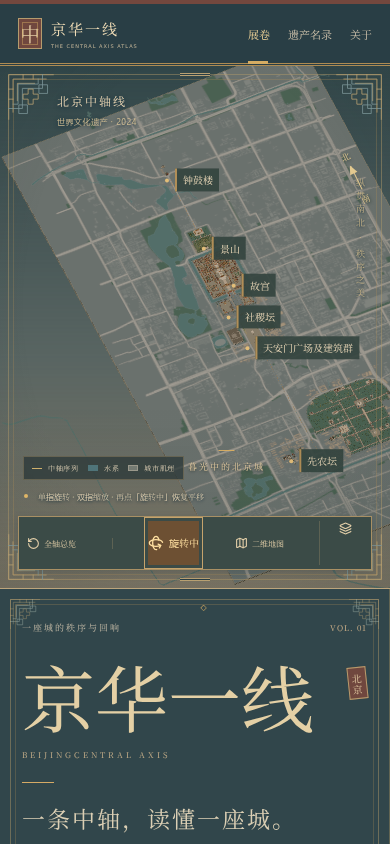 中
京华一线
THE CENTRAL AXIS ATLAS
展卷
遗产名录
关于
北京中轴线
世界文化遗产 · 2024
北
钟鼓楼
景山
故宫
社稷坛
天安门广场及建筑群
先农坛
中轴序列
水系
城市肌理
暮光中的北京城
单指旋转 · 双指缩放 · 再点「旋转中」恢复平移
全轴总览
旋转中
二维地图
一座城的秩序与回响
VOL. 01
京华一线
北京
BEIJINGCENTRAL AXIS
一条中轴，读懂一座城。